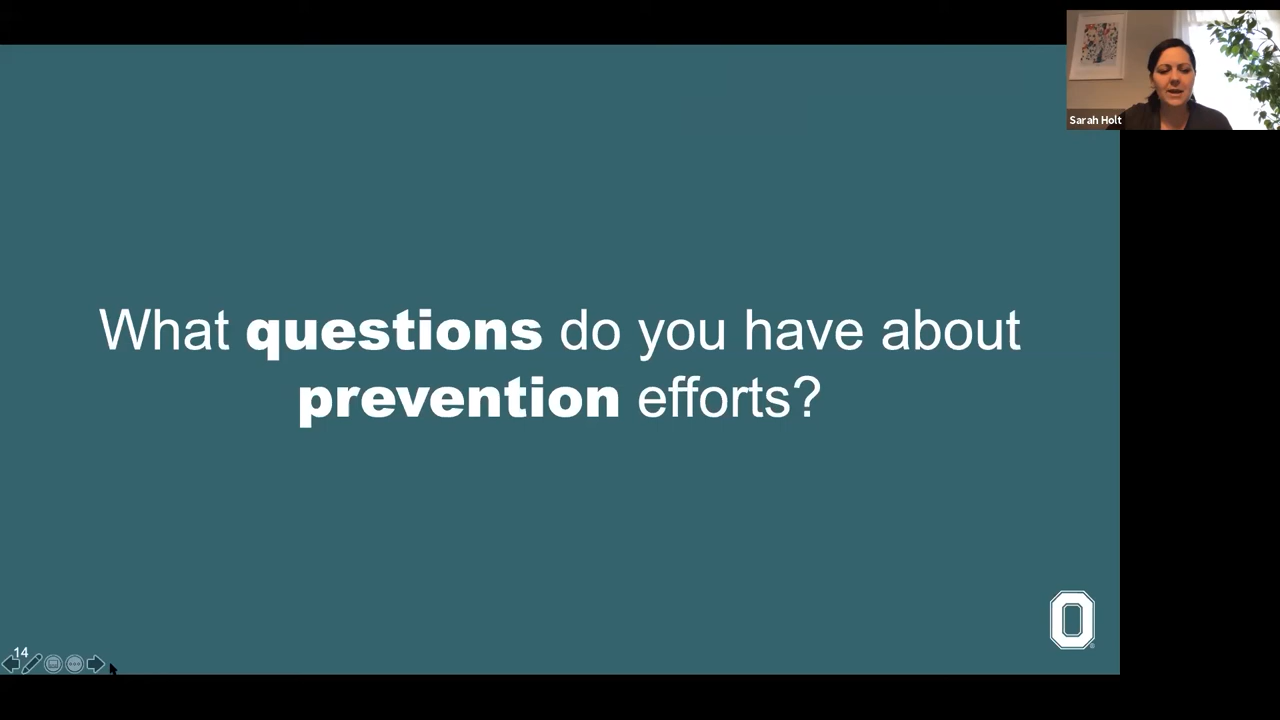 Sarah Holt
What questions do you have about
prevention efforts?
O
14